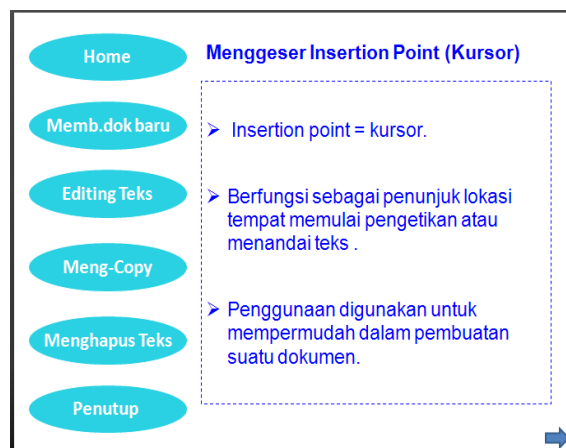 Home
Memb.dok baru
Editing Teks
Meng-Copy
Menghapus Teks
Penutup
Menggeser Insertion Point (Kursor)
➢ Insertion point = kursor.
➢ Berfungsi sebagai penunjuk lokasi
tempat memulai pengetikan atau
menandai teks .
➢ Penggunaan digunakan untuk
mempermudah dalam pembuatan
suatu dokumen.